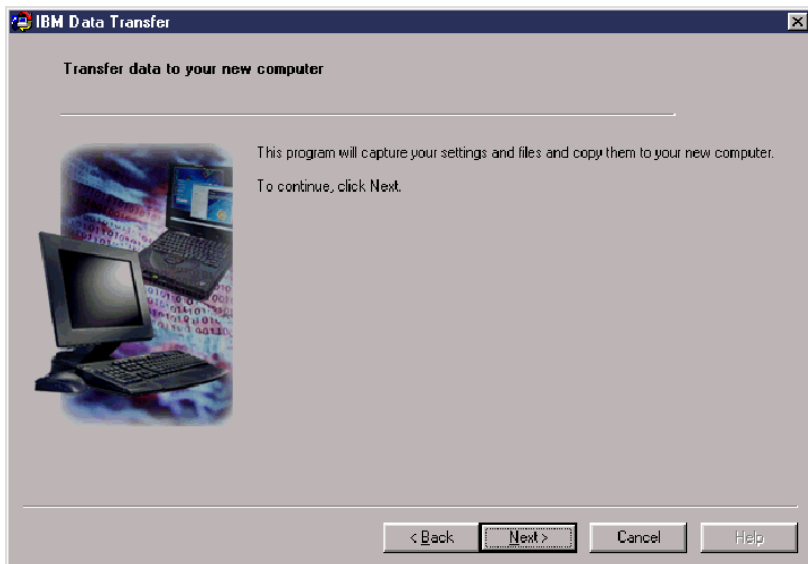 IBM Data Transfer
Transfer data to your new computer
This program will capture your settings and files and copy them to your new computer.
To continue, click Next.
< Back
Next >
Cancel
Help